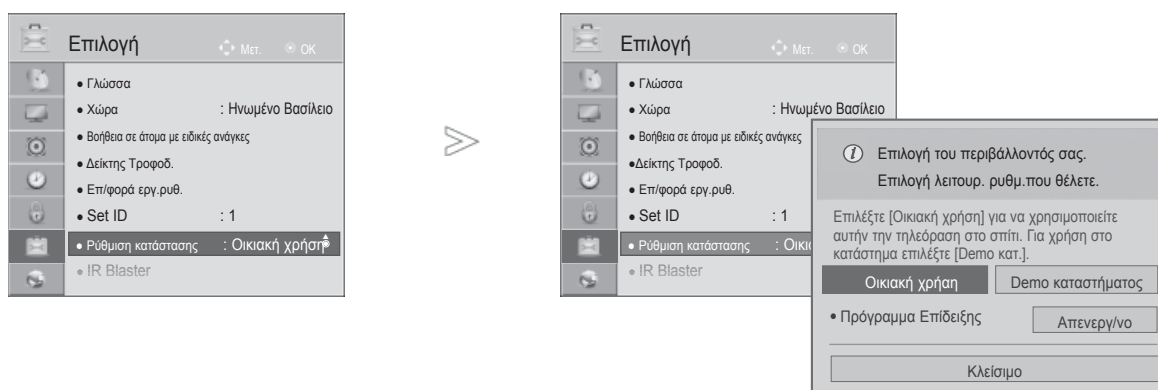 Επιλογή
Μετ.
OK
• Γλώσσα
• Χώρα : Ηνωμένο Βασίλειο
• Βοήθεια σε άτομα με ειδικές ανάγκες
• Δείκτης Τροφοδ.
• Επ/φορά εργ.ρυθ.
• Set ID : 1
• Ρύθμιση κατάστασης : Οικιακή χρήση
• IR Blaster
>
Επιλογή
Μετ.
OK
• Γλώσσα
• Χώρα : Ηνωμένο Βασίλειο
• Βοήθεια σε άτομα με ειδικές ανάγκες
•Δείκτης Τροφοδ.
• Επ/φορά εργ.ρυθ.
• Set ID : 1
• Ρύθμιση κατάστασης : Οικι
• IR Blaster
i Επιλογή του περιβάλλοντός σας.
Επιλογή λειτουρ. ρυθμ.που θέλετε.
Επιλέξτε [Οικιακή χρήση] για να χρησιμοποιείτε
αυτήν την τηλεόραση στο σπίτι. Για χρήση στο
κατάστημα επιλέξτε [Demo κατ.].
Οικιακή χρήαη
Demo καταστήματος
• Πρόγραμμα Επίδειξης
Απενεργ/νο
Κλείσιμο